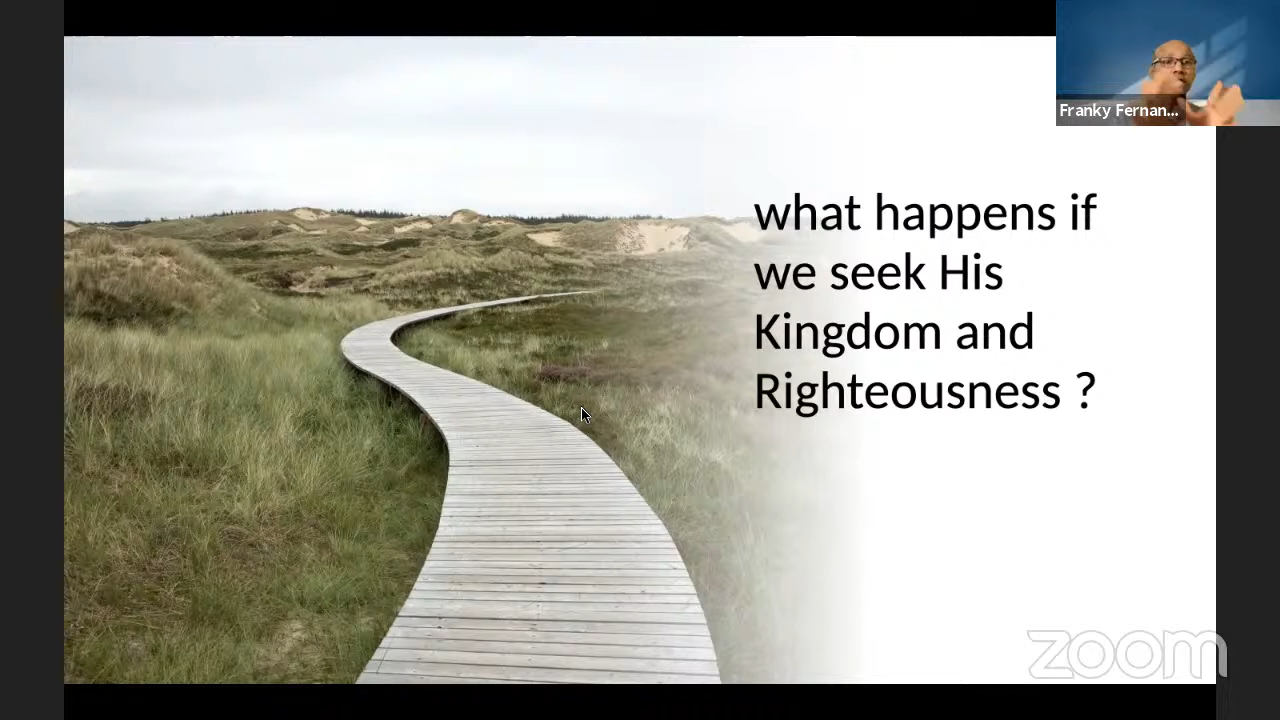 Franky Fernan...
what happens if
we seek His
Kingdom and
Righteousness ?
zoom